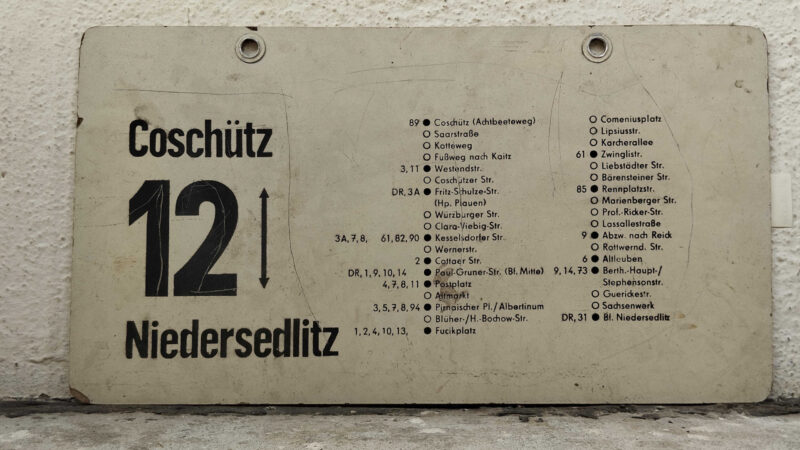 Coschütz
12
Niedersedlitz
89 Coschütz (Achtbeeteweg)
Saarstraße
Kotteweg
Fußweg nach Kaitz
3, 11 Westendstr.
Coschützer Str.
DR, 3A Fritz-Schulze-Str.
(Hp. Plauen)
Würzburger Str.
Clara-Viebig-Str.
3A, 7, 8, 61, 82, 90 Kesselsdorfer Str.
Wernerstr.
2 Cottaer Str.
DR, 1, 9, 10, 14 Paul-Gruner-Str. (Bf. Mitte)
4, 7, 8, 11 Postplatz
Altmarkt
3, 5, 7, 8, 94 Pirnaischer Pl./Albertinum
Blüher-/H.-Bochow-Str.
1, 2, 4, 10, 13, Fucikplatz
Comeniusplatz
Lipsiusstr.
Karcherallee
61 Zwinglistr.
Liebstädter Str.
Bärensteiner Str.
85 Rennplatzstr.
Marienberger Str.
Prof.-Ricker-Str.
Lassallestraße
9 Abzw. nach Reick
Rottwernd. Str.
6 Altleuben
9, 14, 73 Berth.-Haupt-/
Stephensonstr.
Guerickestr.
Sachsenwerk
DR, 31 Bf. Niedersedlitz